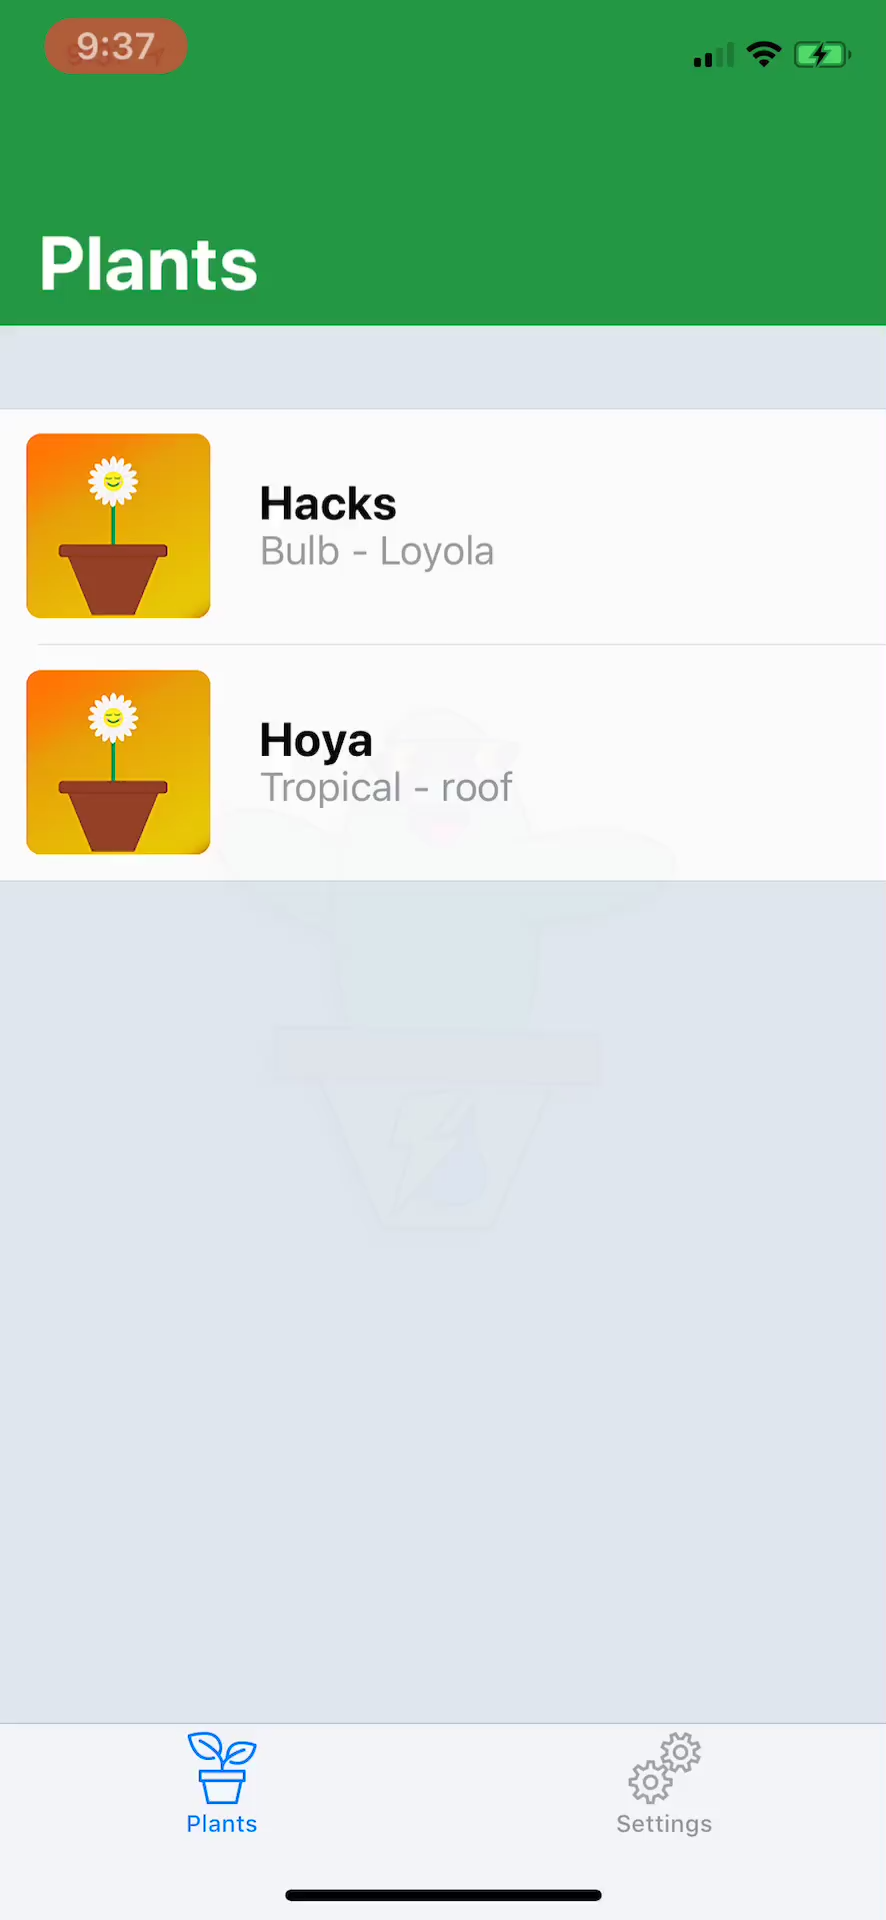 9:37
Plants
Hacks
Bulb - Loyola
Hoya
Tropical - roof
Plants
Settings